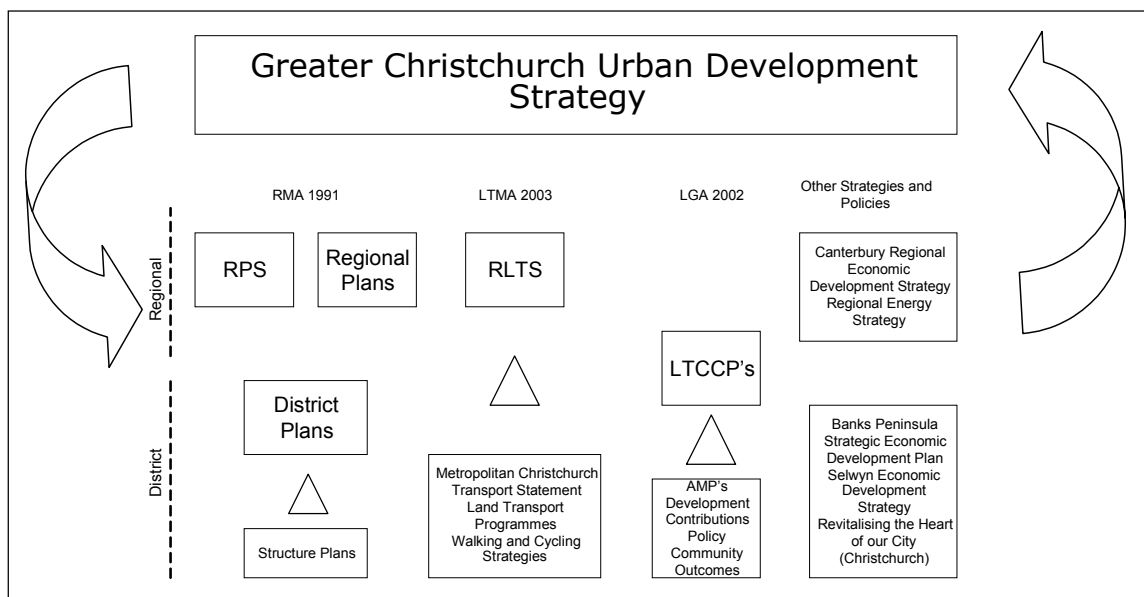 Greater Christchurch Urban Development
Strategy
RMA 1991
LTMA 2003
LGA 2002
Other Strategies and
Policies
Regional
RPS
Regional
Plans
RLTS
Canterbury Regional
Economic
Development Strategy
Regional Energy
Strategy
LTCCP's
District
District
Plans
Structure Plans
Metropolitan Christchurch
Transport Statement
Land Transport
Programmes
Walking and Cycling
Strategies
AMP's
Development
Contributions
Policy
Community
Outcomes
Banks Peninsula
Strategic Economic
Development Plan
Selwyn Economic
Development
Strategy
Revitalising the Heart
of our City
(Christchurch)